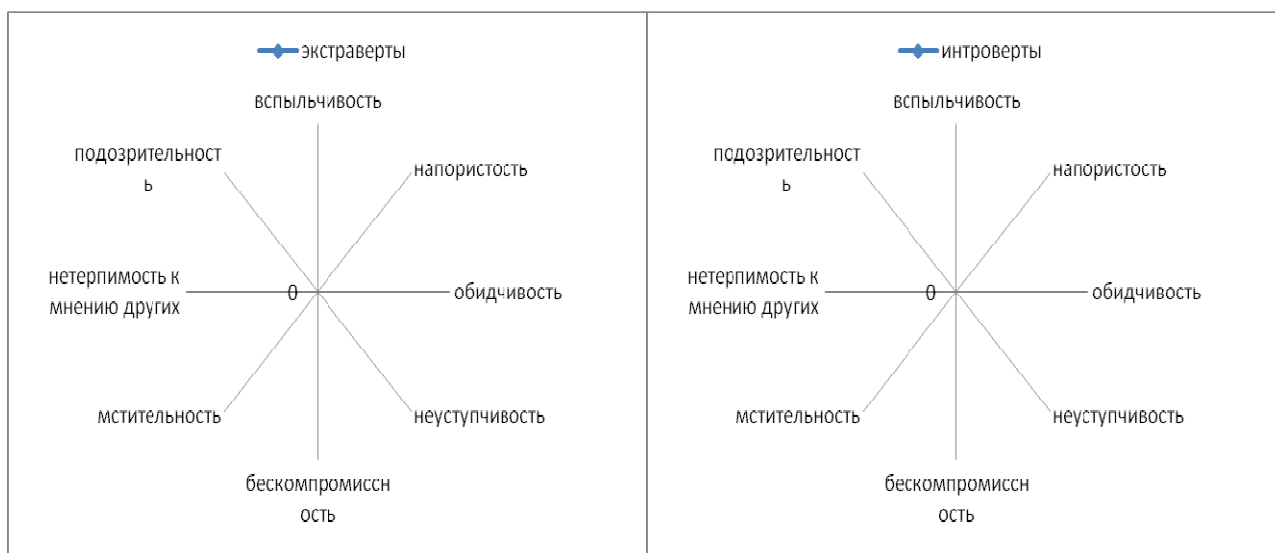 экстраверты
вспыльчивость
подозрительност
ь
напористость
нетерпимость к
мнению других
0
обидчивость
мстительность
неуступчивость
бескомпромиссн
ость
интроверты
вспыльчивость
подозрительност
ь
напористость
нетерпимость к
мнению других
0
обидчивость
мстительность
неуступчивость
бескомпромиссн
ость